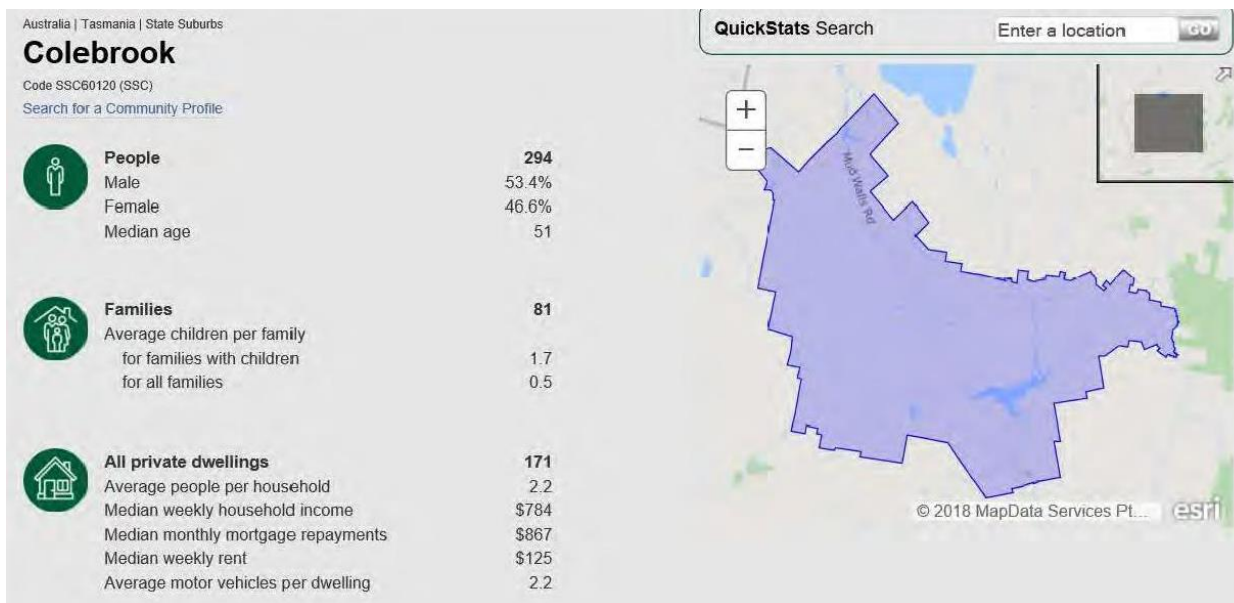 Australia | Tasmania | State Suburbs
Colebrook
Code SSC60120 (SSC)
Search for a Community Profile
People 294
Male 53.4%
Female 46.6%
Median age 51
Families 81
Average children per family
for families with children 1.7
for all families 0.5
All private dwellings 171
Average people per household 2.2
Median weekly household income $784
Median monthly mortgage repayments $867
Median weekly rent $125
Average motor vehicles per dwelling 2.2
QuickStats Search Enter a location GO
+
−
Mud Walls Rd
© 2018 MapData Services Pt... esri